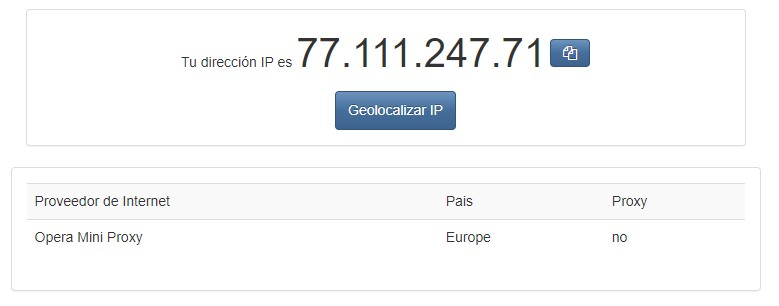 Tu dirección IP es 77.111.247.71
Geolocalizar IP
Proveedor de Internet Pais Proxy
Opera Mini Proxy Europe no